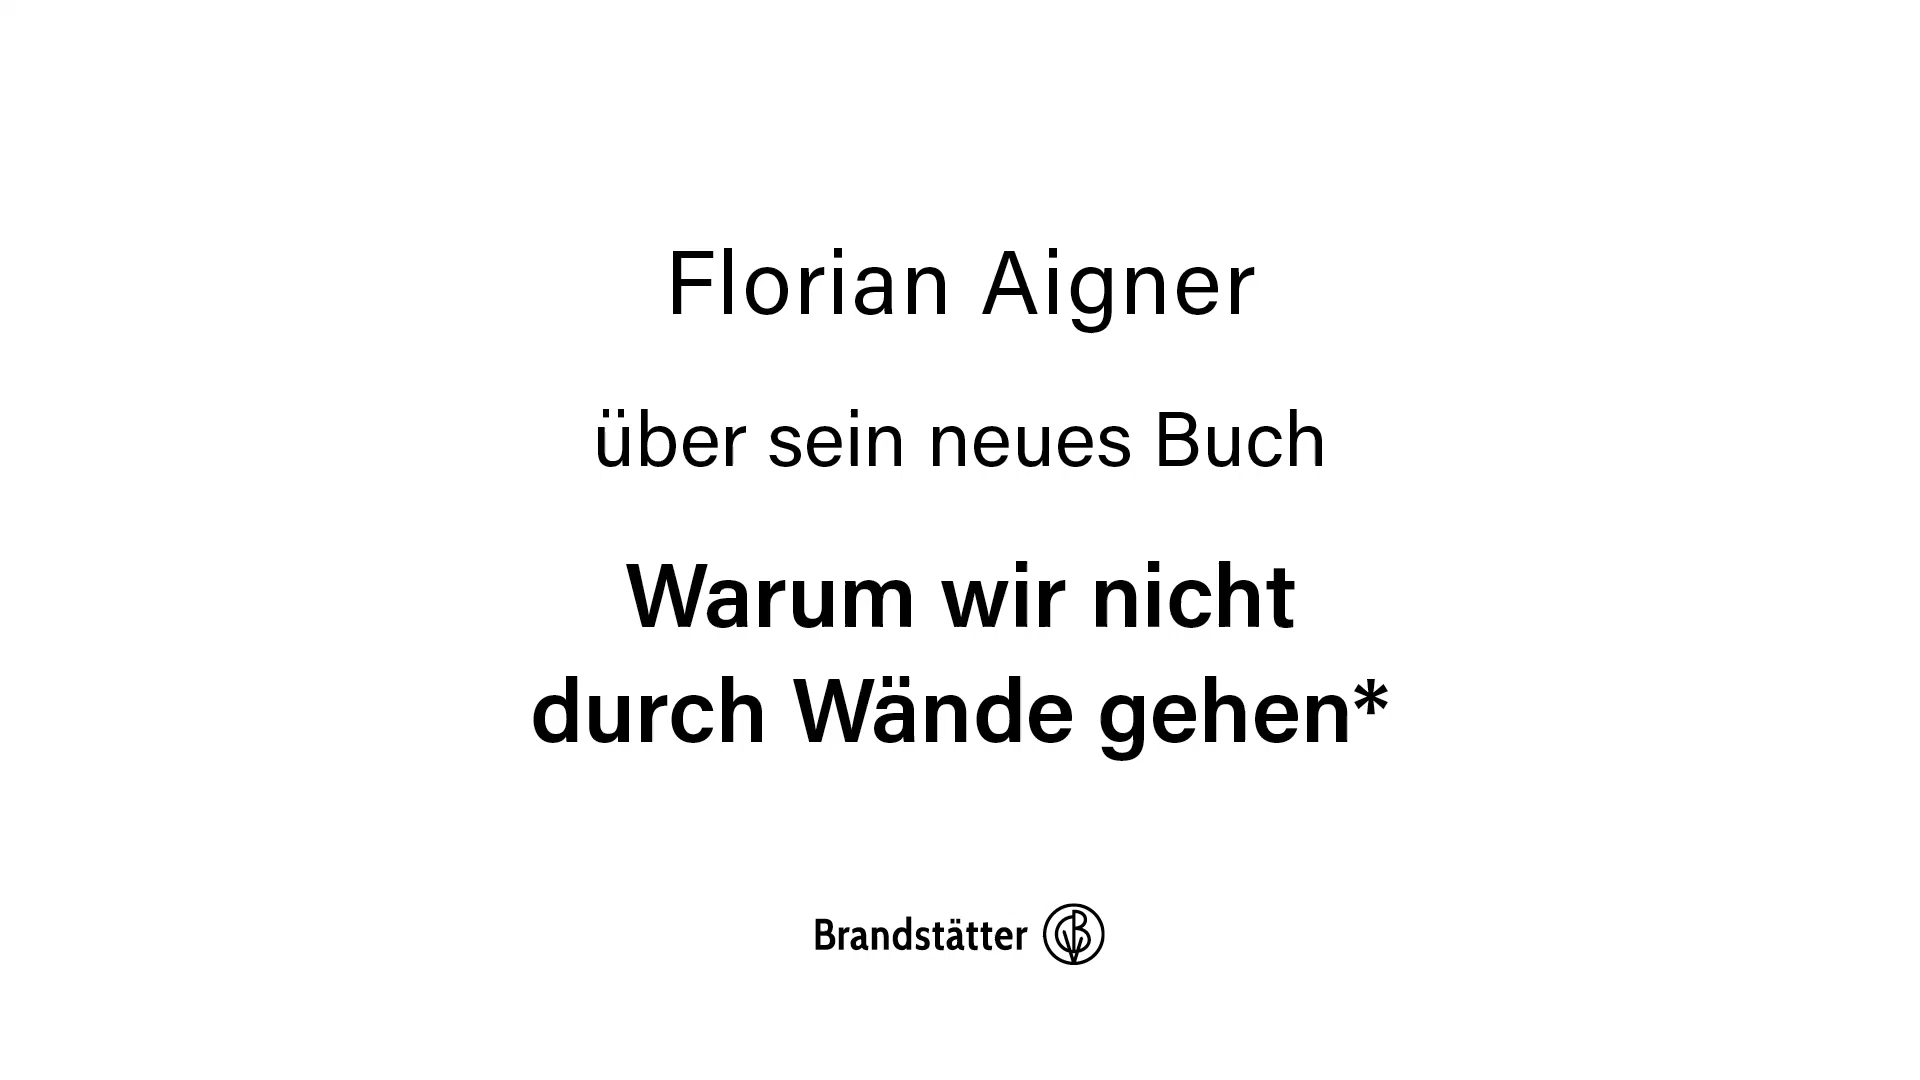 Florian Aigner
über sein neues Buch
Warum wir nicht
durch Wände gehen*
Brandstätter